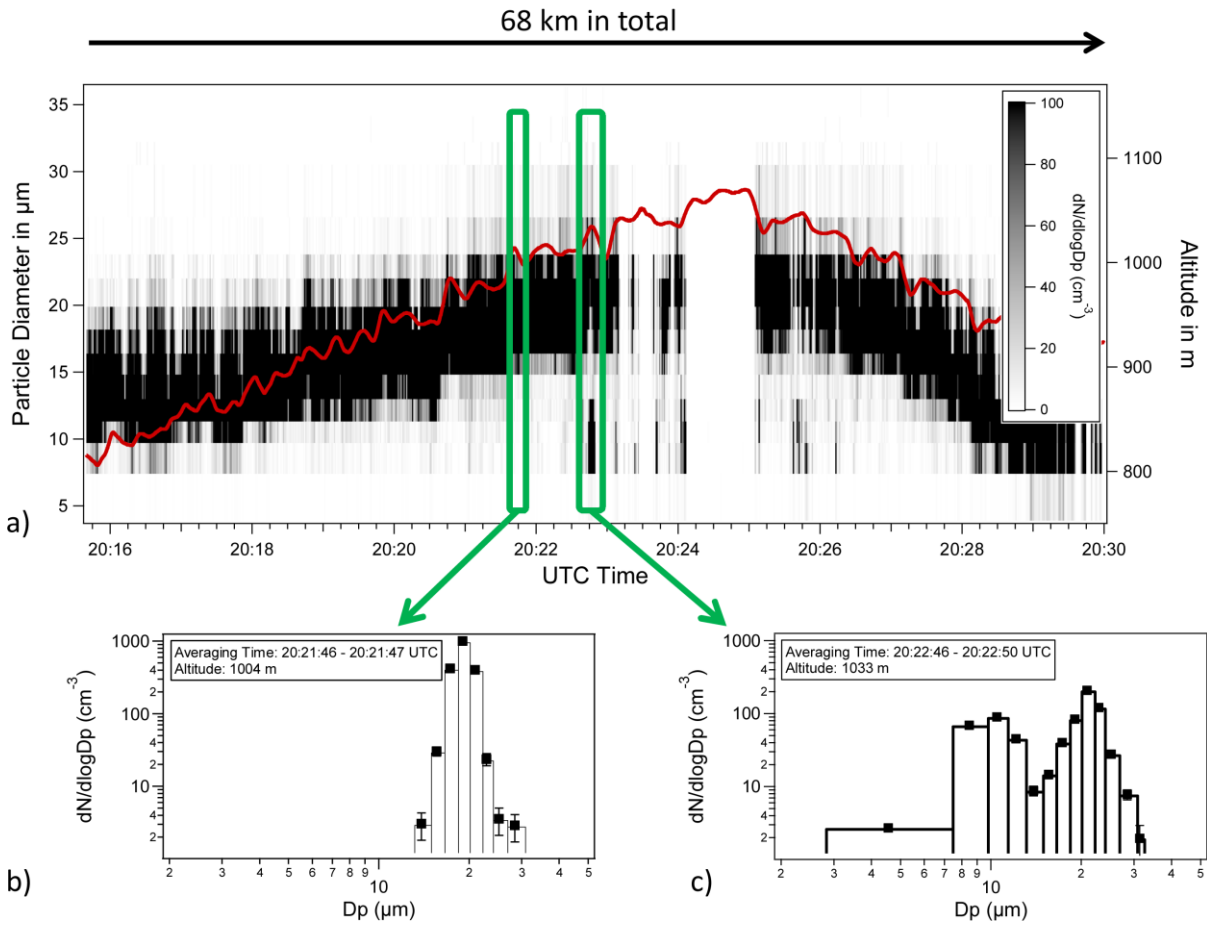 68 km in total
35
30
25
20
15
10
5
Particle Diameter in µm
100
80
60
40
20
0
dN/dlogDp (cm-3)
1100
1000
900
800
Altitude in m
a)
20:16
20:18
20:20
20:22
20:24
20:26
20:28
20:30
UTC Time
Averaging Time: 20:21:46 - 20:21:47 UTC
Altitude: 1004 m
1000
4
2
100
4
2
10
4
2
dN/dlogDp (cm-3)
2 3 4 5 6 7 8 9 2 3 4 5
10
Dp (µm)
b)
Averaging Time: 20:22:46 - 20:22:50 UTC
Altitude: 1033 m
1000
4
2
100
4
2
10
4
2
dN/dlogDp (cm-3)
2 3 4 5 6 7 8 9 2 3 4 5
10
Dp (µm)
c)